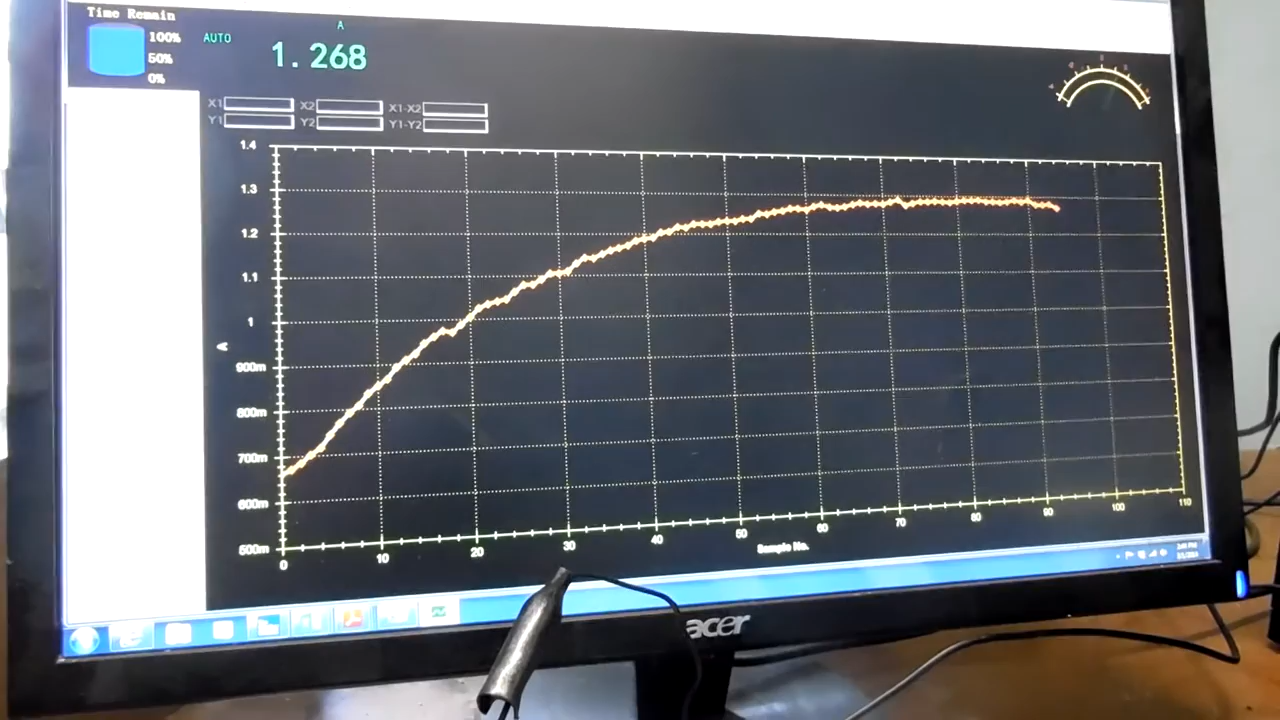 Time Remain
100%
50%
0%
AUTO
A
1.268
X1 X2 X1-X2
Y1 Y2 Y1-Y2
1.4
1.3
1.2
1.1
1
900m
800m
700m
600m
500m
A
0 10 20 30 40 50 60 70 80 90 100 110
Sample No.
acer